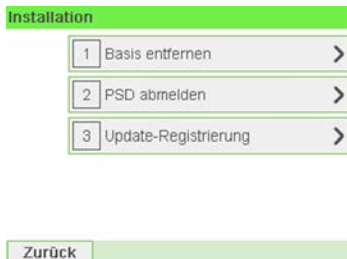 Installation
1 Basis entfernen
2 PSD abmelden
3 Update-Registrierung
Zurück